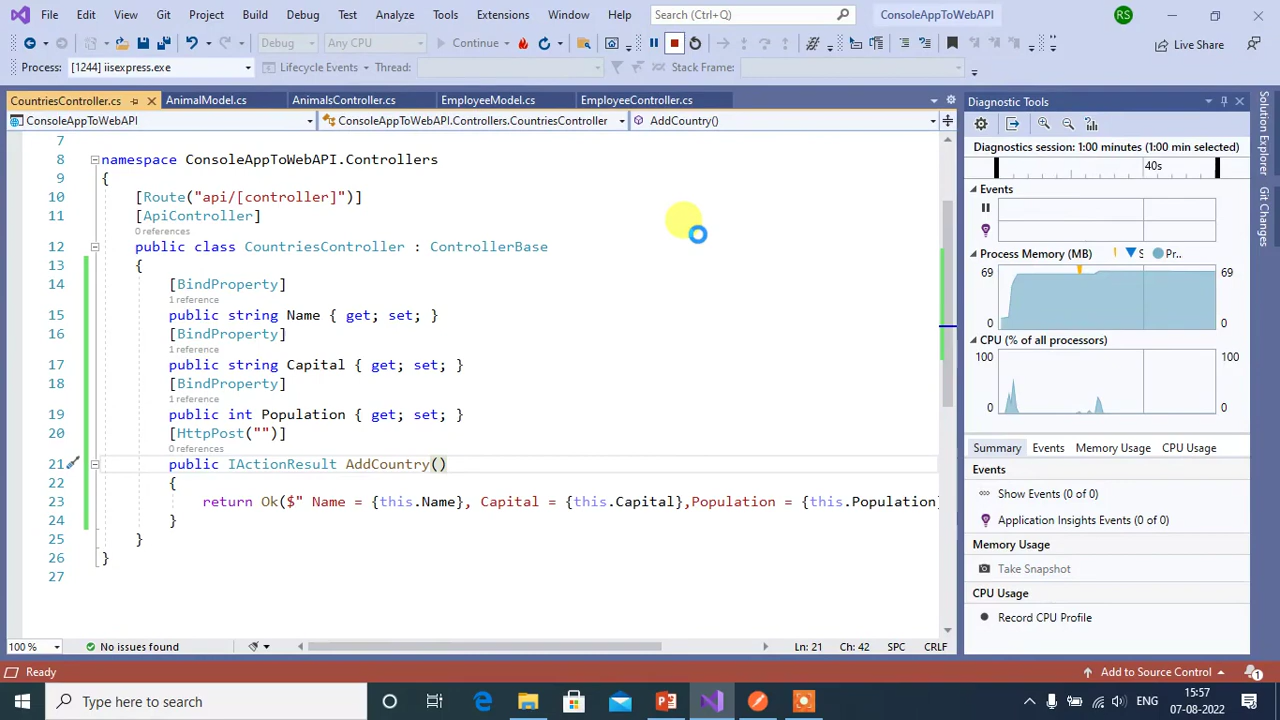 File Edit View Git Project Build Debug Test Analyze Tools Extensions Window Help Search (Ctrl+Q) ConsoleAppToWebAPI RS
Debug Any CPU Continue Live Share
Process: [1244] iisexpress.exe Lifecycle Events Thread: Stack Frame:
CountriesController.cs AnimalModel.cs AnimalsController.cs EmployeeModel.cs EmployeeController.cs
ConsoleAppToWebAPI ConsoleAppToWebAPI.Controllers.CountriesController AddCountry()
7
8 namespace ConsoleAppToWebAPI.Controllers
9 {
10 [Route("api/[controller]")]
11 [ApiController]
0 references
12 public class CountriesController : ControllerBase
13 {
14 [BindProperty]
1 reference
15 public string Name { get; set; }
16 [BindProperty]
1 reference
17 public string Capital { get; set; }
18 [BindProperty]
1 reference
19 public int Population { get; set; }
20 [HttpPost("")]
0 references
21 public IActionResult AddCountry()
22 {
23 return Ok($" Name = {this.Name}, Capital = {this.Capital},Population = {this.Population}
24 }
25 }
26 }
27
100 % No issues found Ln: 21 Ch: 42 SPC CRLF
Diagnostic Tools
Diagnostics session: 1:00 minutes (1:00 min selected)
40s
Events
Process Memory (MB) S Pr..
69 69
0 0
CPU (% of all processors)
100 100
0 0
Summary Events Memory Usage CPU Usage
Events
Show Events (0 of 0)
Application Insights Events (0 of 0)
Memory Usage
Take Snapshot
CPU Usage
Record CPU Profile
Solution Explorer
Git Changes
Ready Add to Source Control 1
Type here to search ENG 15:57
07-08-2022